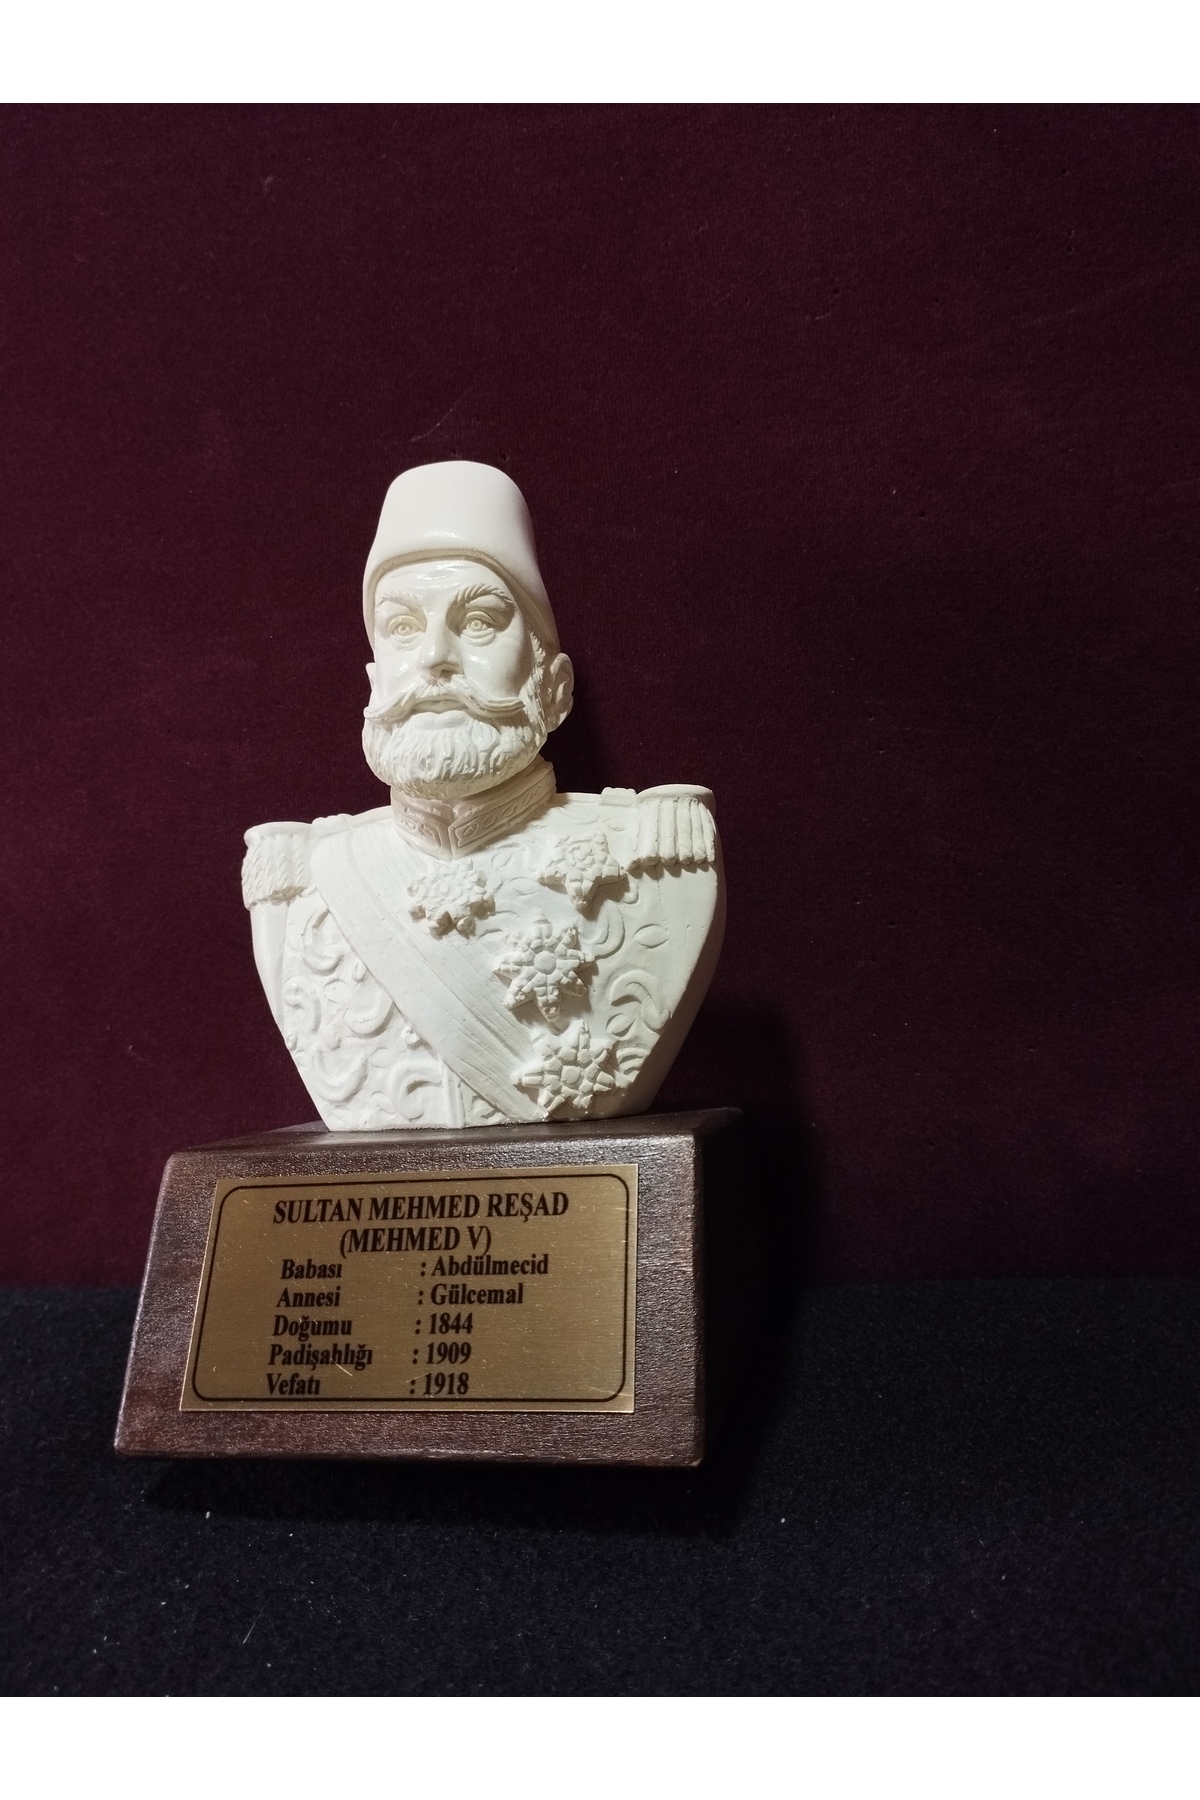 SULTAN MEHMED REŞAD
(MEHMED V)
Babası : Abdülmecid
Annesi : Gülcemal
Doğumu : 1844
Padişahlığı : 1909
Vefatı : 1918